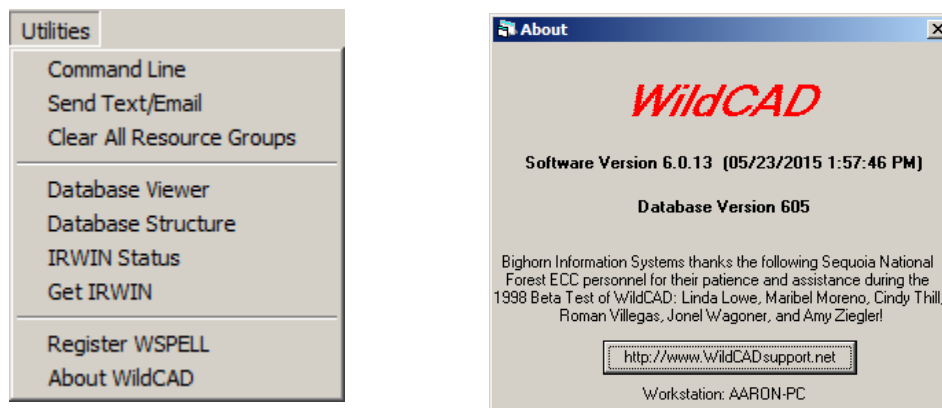 Utilities
Command Line
Send Text/Email
Clear All Resource Groups
Database Viewer
Database Structure
IRWIN Status
Get IRWIN
Register WSPELL
About WildCAD
About
WildCAD
Software Version 6.0.13 (05/23/2015 1:57:46 PM)
Database Version 605
Bighorn Information Systems thanks the following Sequoia National
Forest ECC personnel for their patience and assistance during the
1998 Beta Test of WildCAD: Linda Lowe, Maribel Moreno, Cindy Thill,
Roman Villegas, Jonel Wagoner, and Amy Ziegler!
http://www.WildCADsupport.net
Workstation: AARON-PC